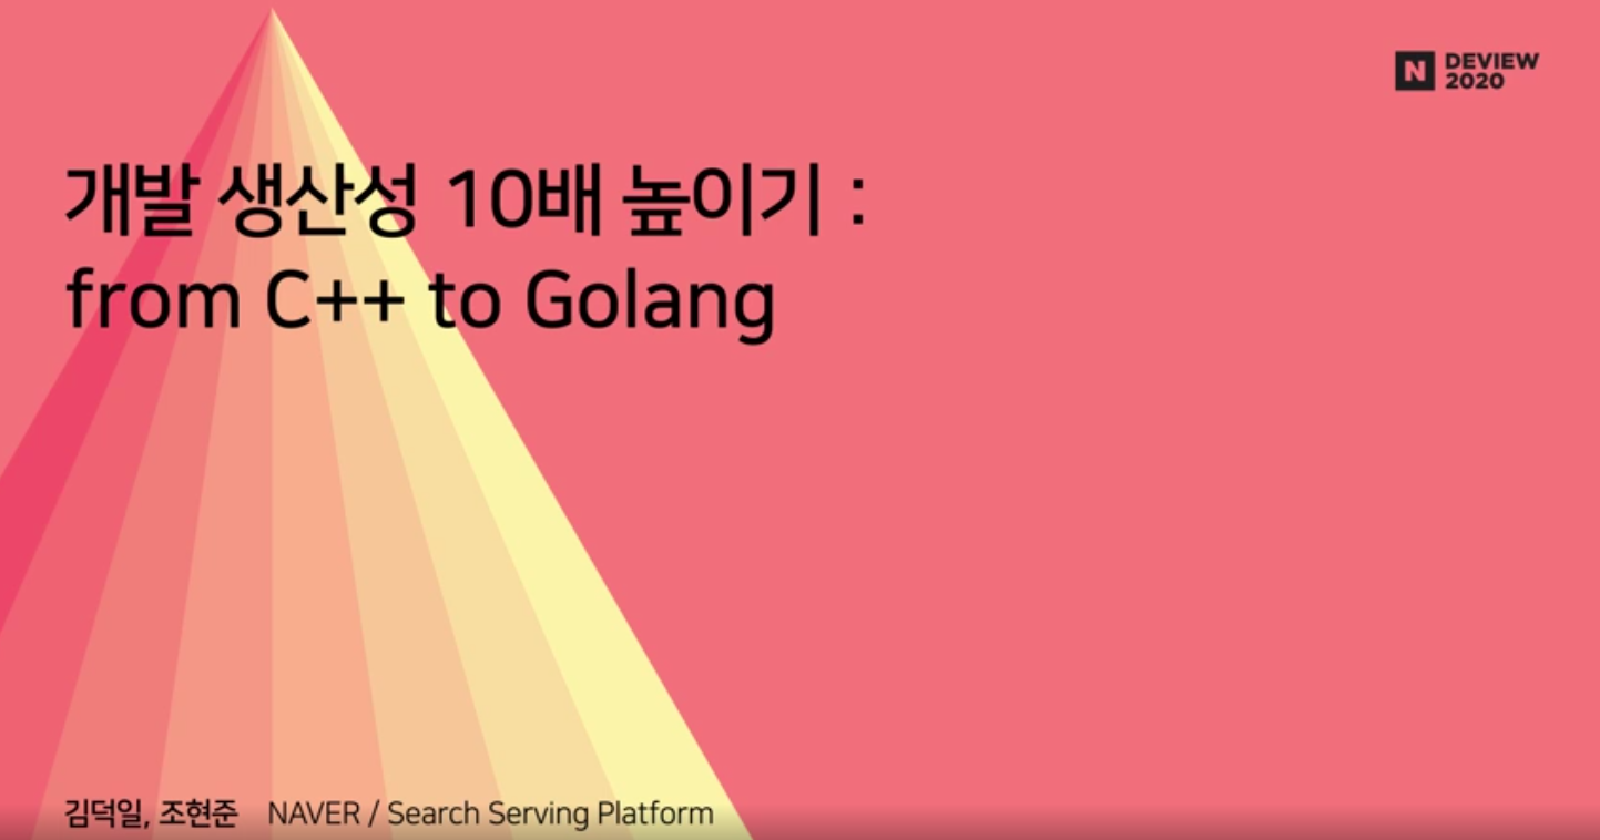 N DEVIEW
2020
개발 생산성 10배 높이기 :
from C++ to Golang
김덕일, 조현준 NAVER / Search Serving Platform